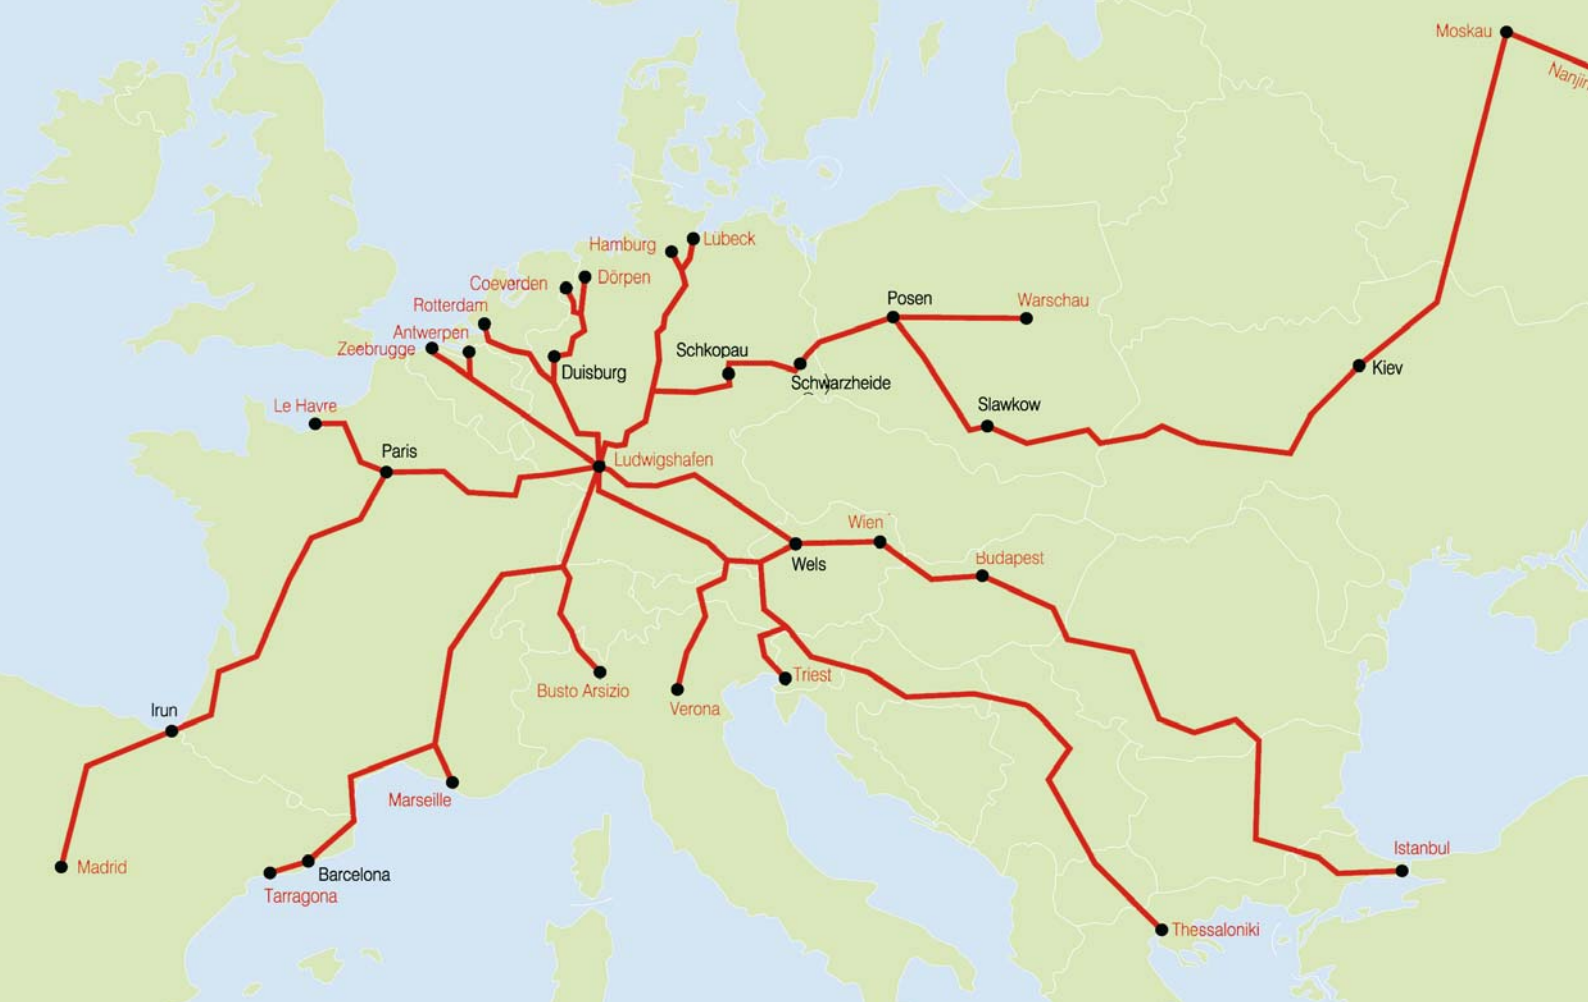 Moskau
Nanjin
Hamburg
Lübeck
Coeverden
Dörpen
Rotterdam
Posen
Warschau
Antwerpen
Zeebrugge
Schkopau
Duisburg
Schwarzheide
Kiev
Le Havre
Slawkow
Paris
Ludwigshafen
Wien
Wels
Budapest
Busto Arsizio
Triest
Verona
Irun
Marseille
Madrid
Barcelona
Tarragona
Istanbul
Thessaloniki